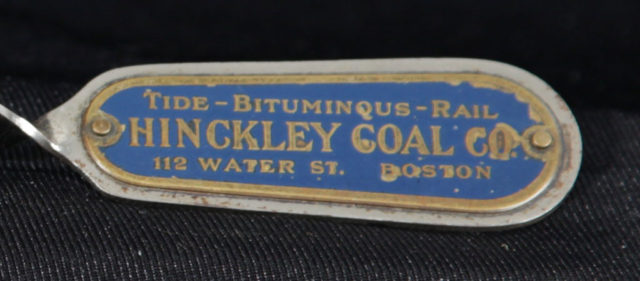 TIDE-BITUMINOUS-RAIL
HINCKLEY COAL CO.
112 WATER ST. BOSTON